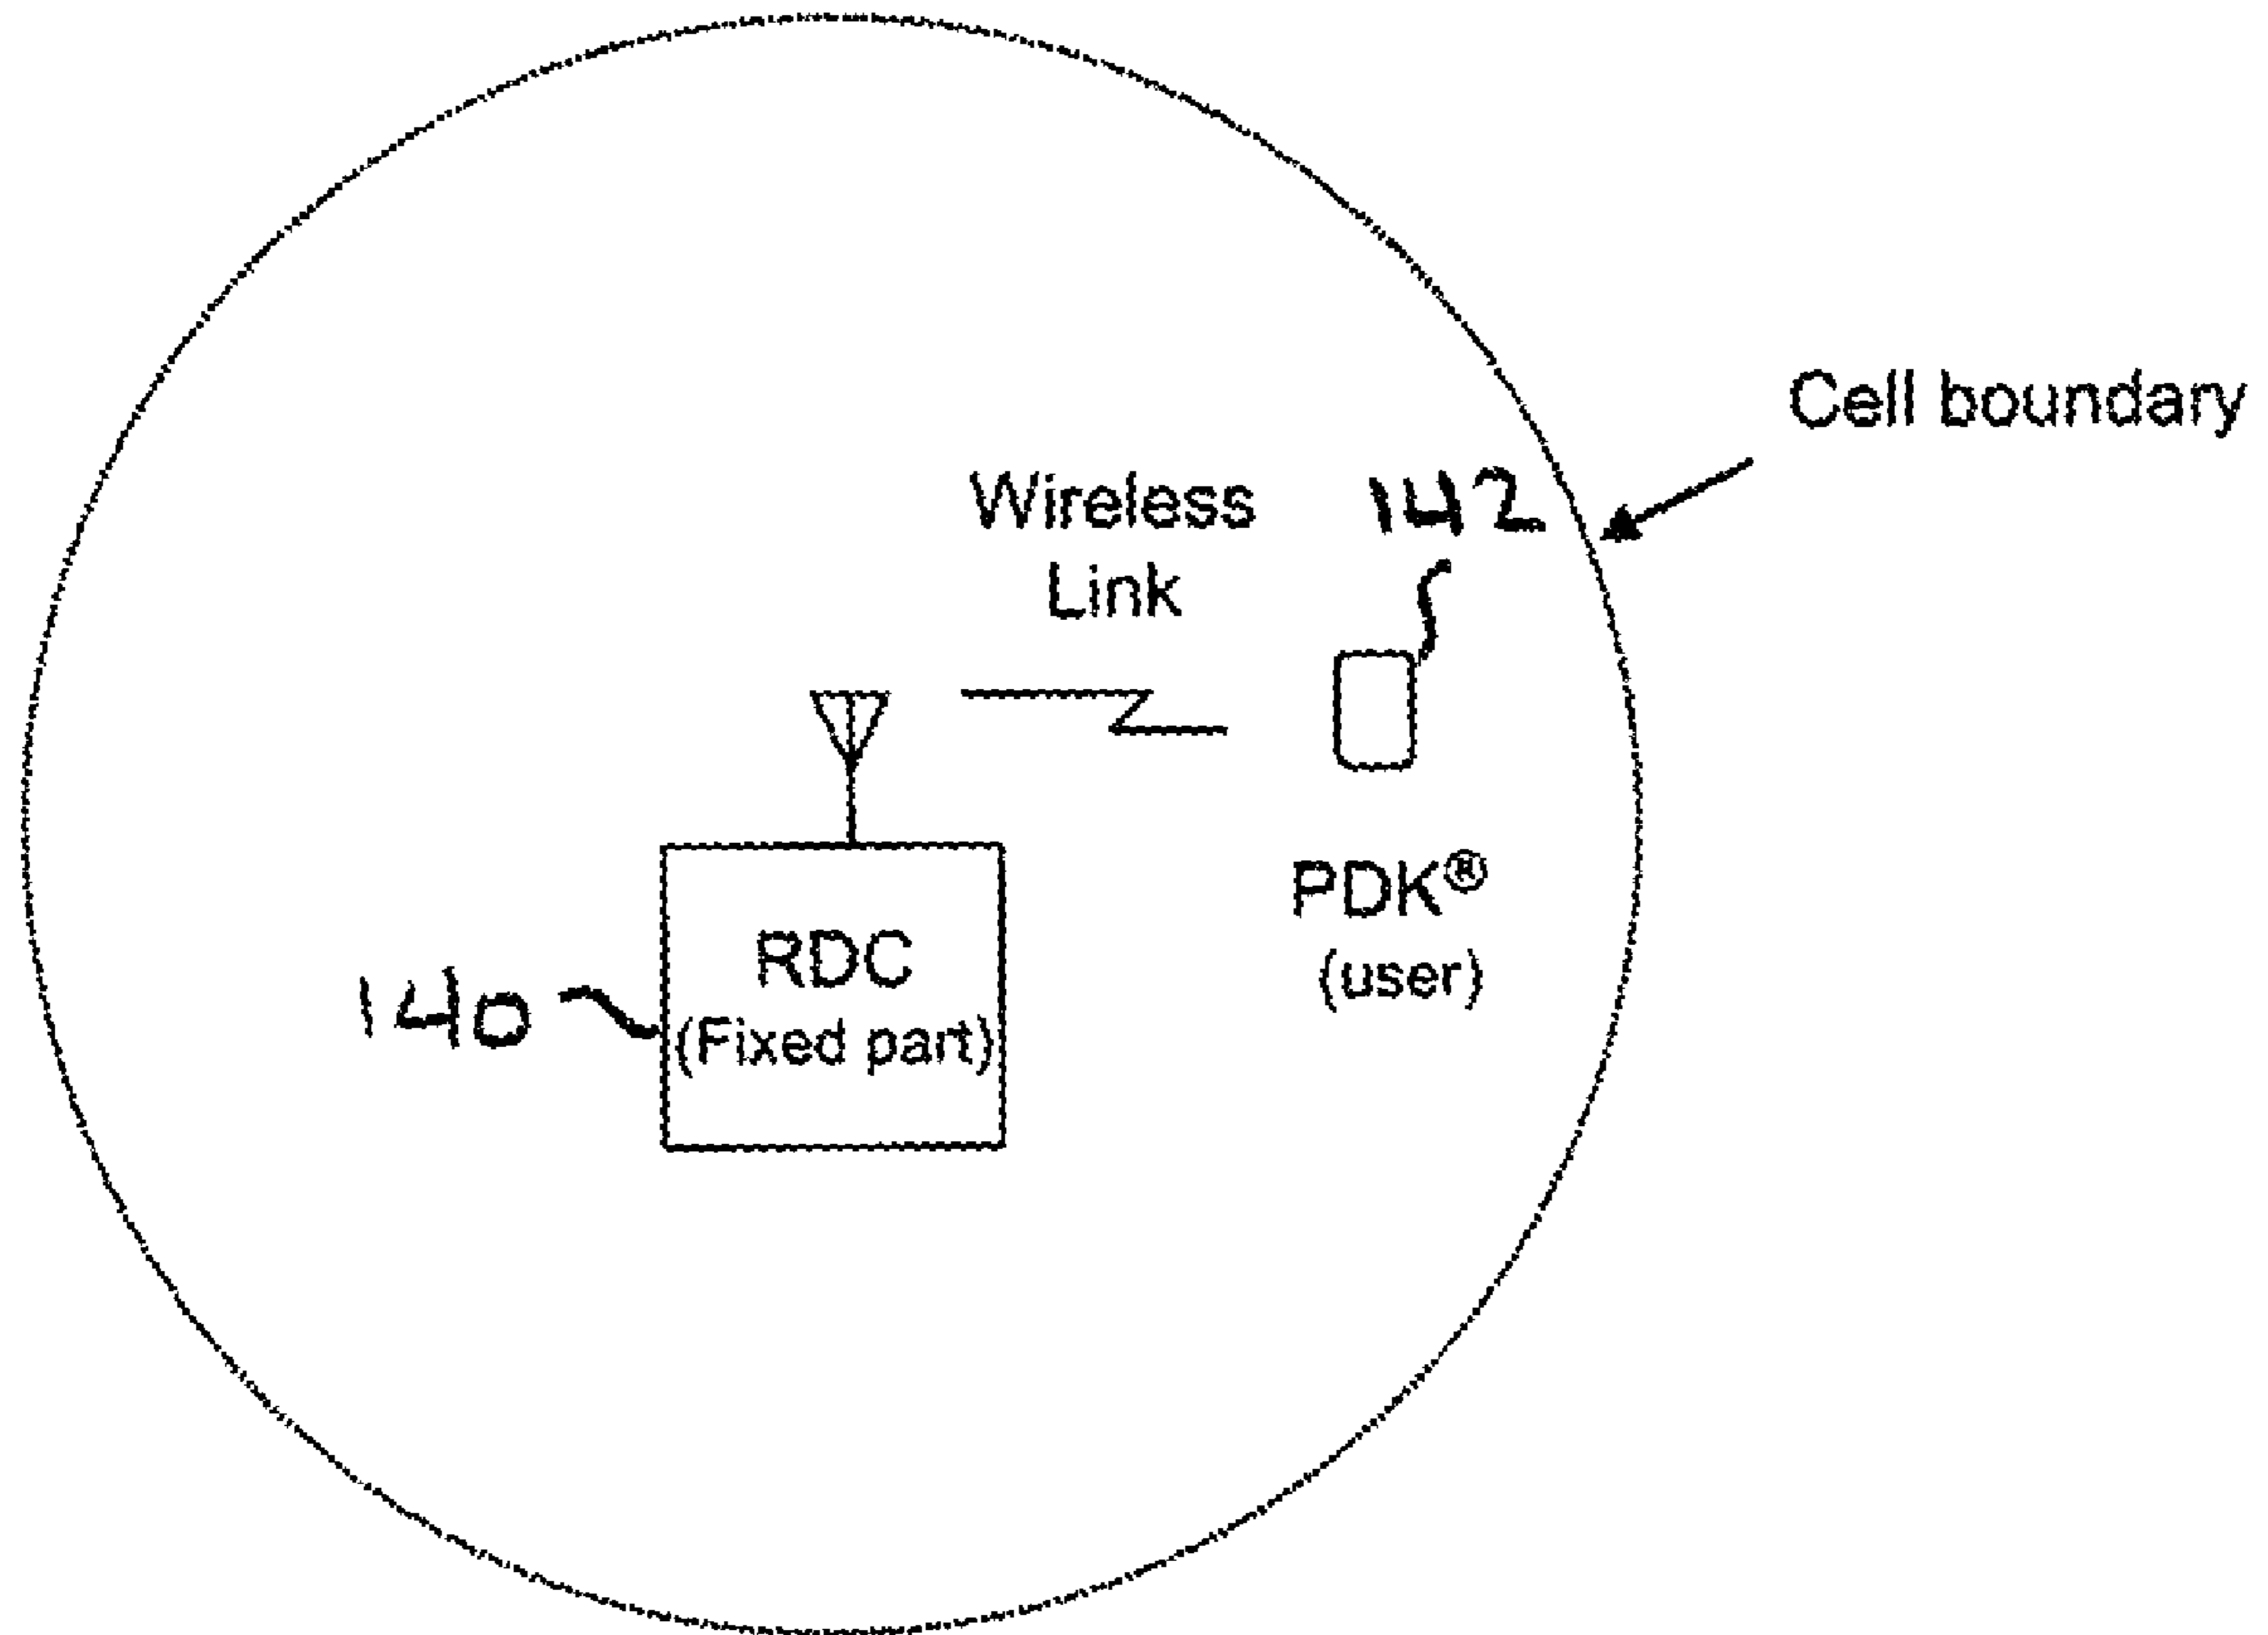 Cell boundary
Wireless
Link
142
PDK®
(user)
RDC
(Fixed part)
140